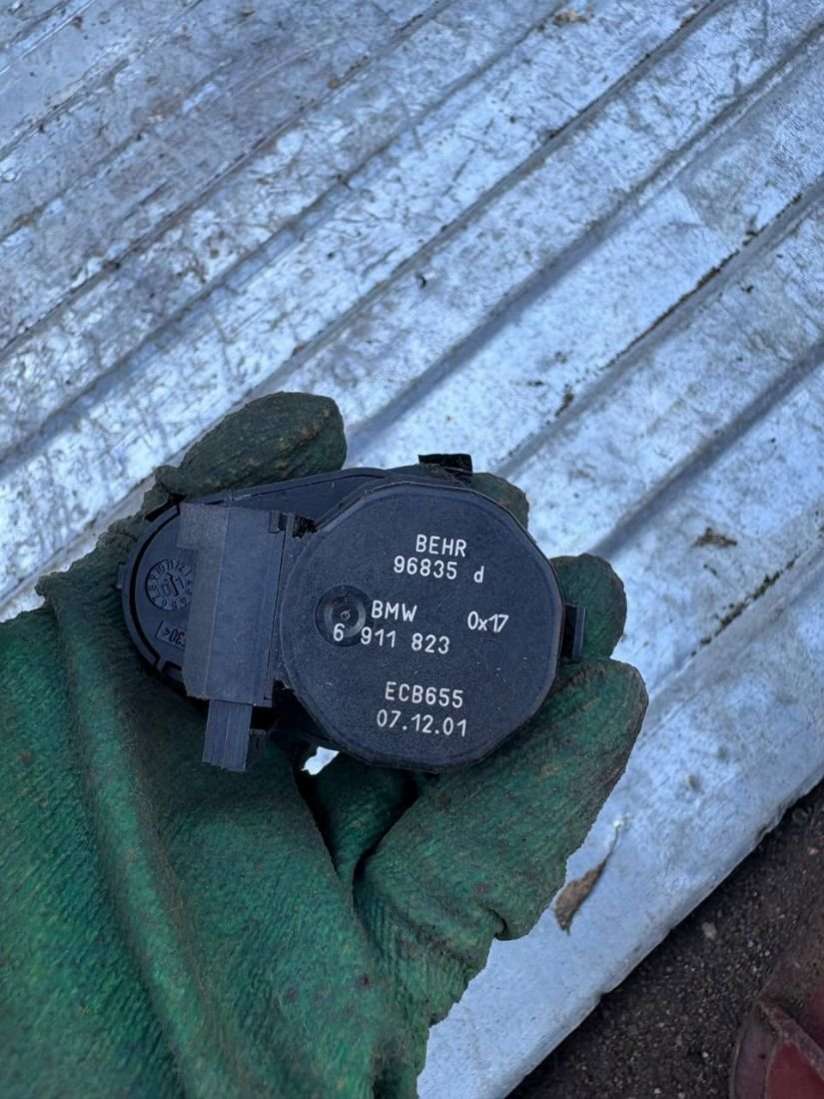 BEHR
96835 d
BMW 0x17
6 911 823
ECB655
07.12.01